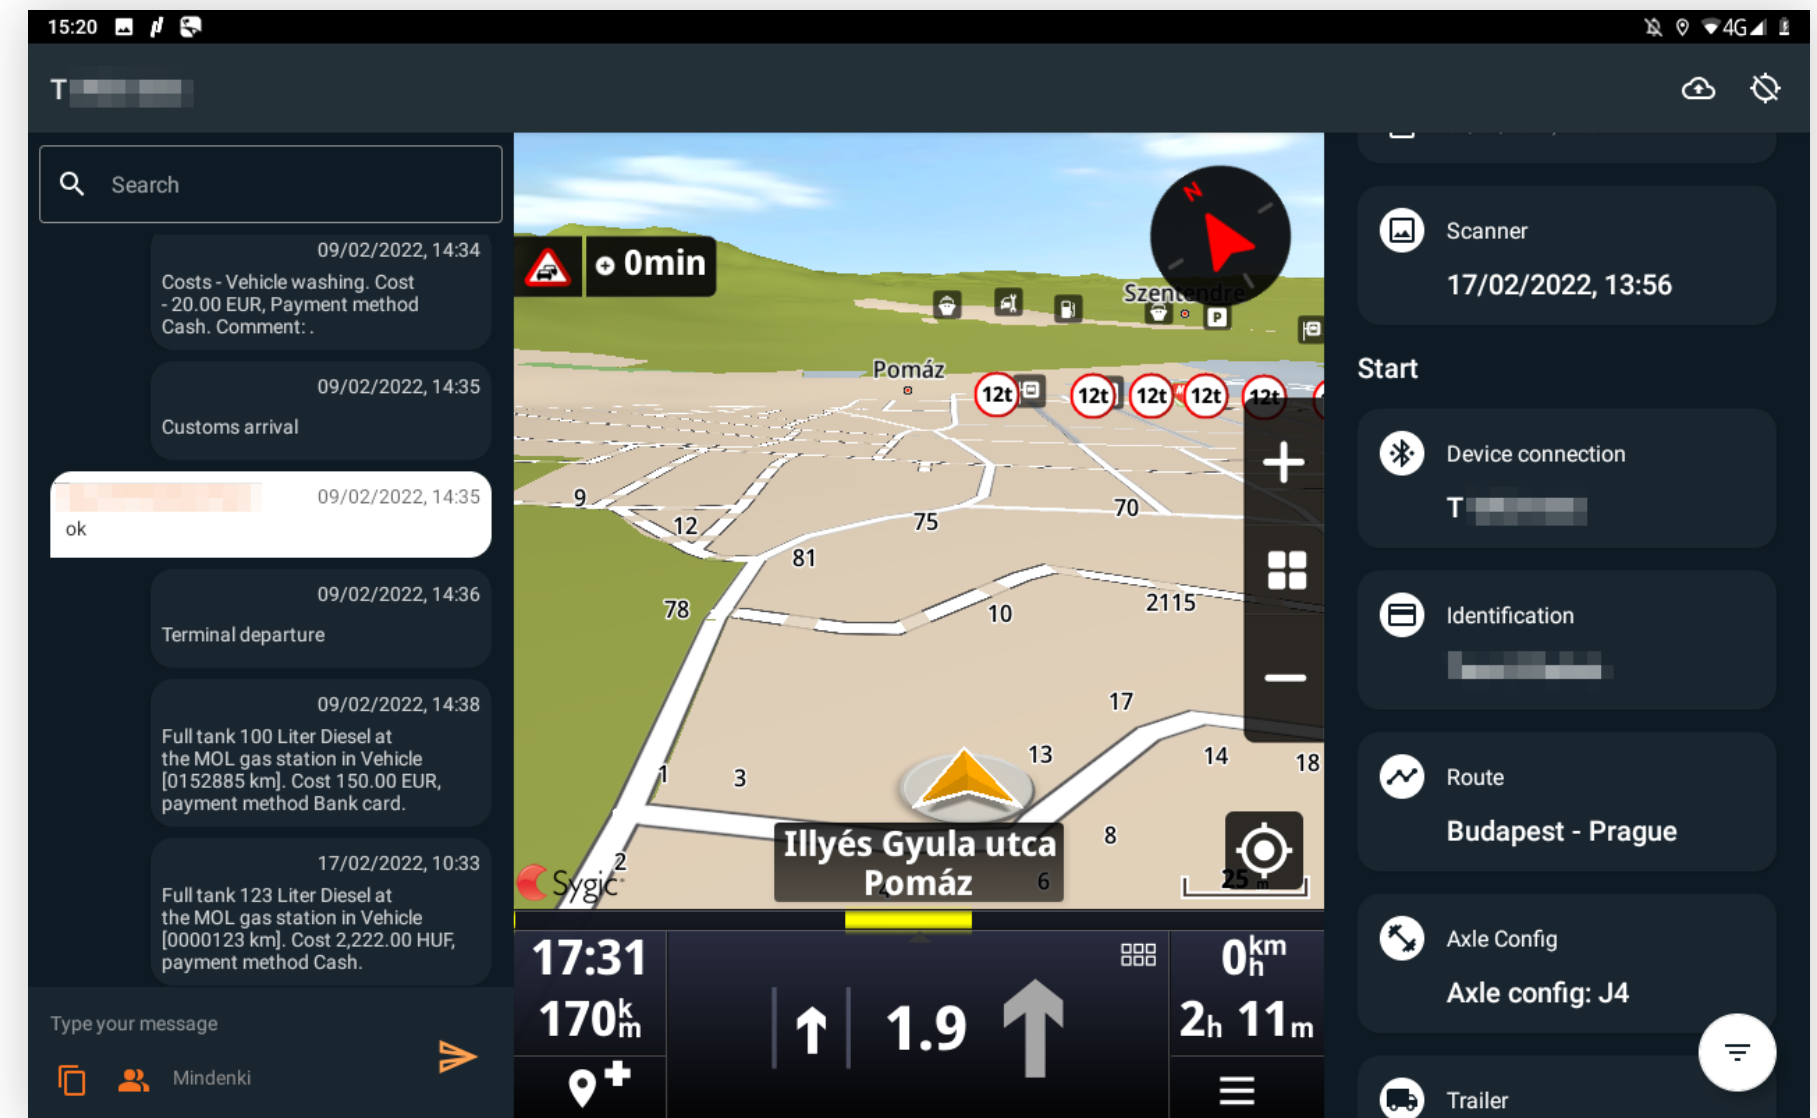 15:20
4G
T
Search
09/02/2022, 14:34
Costs - Vehicle washing. Cost
- 20.00 EUR, Payment method
Cash. Comment: .
09/02/2022, 14:35
Customs arrival
09/02/2022, 14:35
ok
09/02/2022, 14:36
Terminal departure
09/02/2022, 14:38
Full tank 100 Liter Diesel at
the MOL gas station in Vehicle
[0152885 km]. Cost 150.00 EUR,
payment method Bank card.
17/02/2022, 10:33
Full tank 123 Liter Diesel at
the MOL gas station in Vehicle
[0000123 km]. Cost 2,222.00 HUF,
payment method Cash.
Type your message
Mindenki
N
0min
Szentendre
P
Pomáz
12t 12t 12t 12t 12t
9
12
75
70
81
78
10
2115
17
13
14
18
1
3
8
2
Illyés Gyula utca
Pomáz
4
6
Sygic
25 m
17:31
170 km
1.9
0 km/h
2h 11m
Scanner
17/02/2022, 13:56
Start
Device connection
T
Identification
Route
Budapest - Prague
Axle Config
Axle config: J4
Trailer